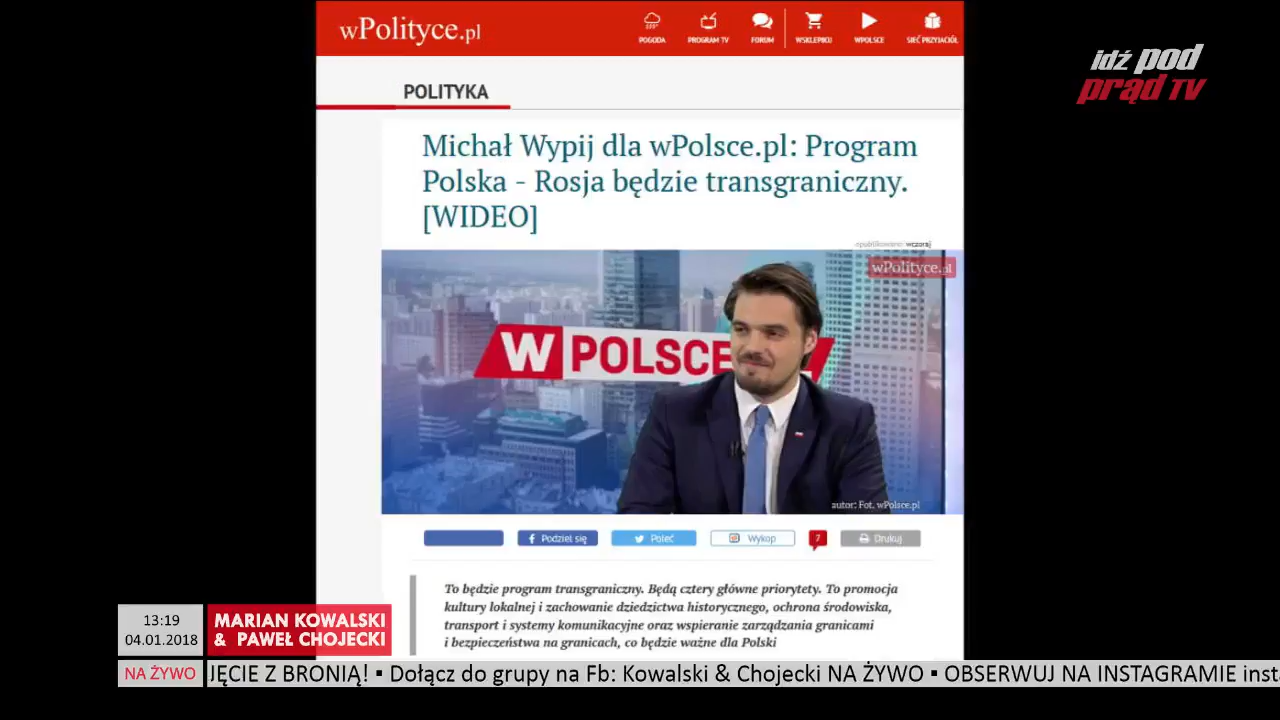 wPolityce.pl
POGODA
PROGRAM TV
FORUM
WSKLEPIKU
WPOLSCE
SIEĆ PRZYJACIÓŁ
idź pod
prąd TV
POLITYKA
Michał Wypij dla wPolsce.pl: Program
Polska - Rosja będzie transgraniczny.
[WIDEO]
opublikowano: wczoraj
wPolityce.pl
W POLSCE
autor: Fot. wPolsce.pl
Podziel się
Poleć
Wykop
7
Drukuj
To będzie program transgraniczny. Będą cztery główne priorytety. To promocja
kultury lokalnej i zachowanie dziedzictwa historycznego, ochrona środowiska,
transport i systemy komunikacyjne oraz wspieranie zarządzania granicami
i bezpieczeństwa na granicach, co będzie ważne dla Polski
13:19
04.01.2018
MARIAN KOWALSKI
& PAWEŁ CHOJECKI
NA ŻYWO
JĘCIE Z BRONIĄ! ▪ Dołącz do grupy na Fb: Kowalski & Chojecki NA ŻYWO ▪ OBSERWUJ NA INSTAGRAMIE insta